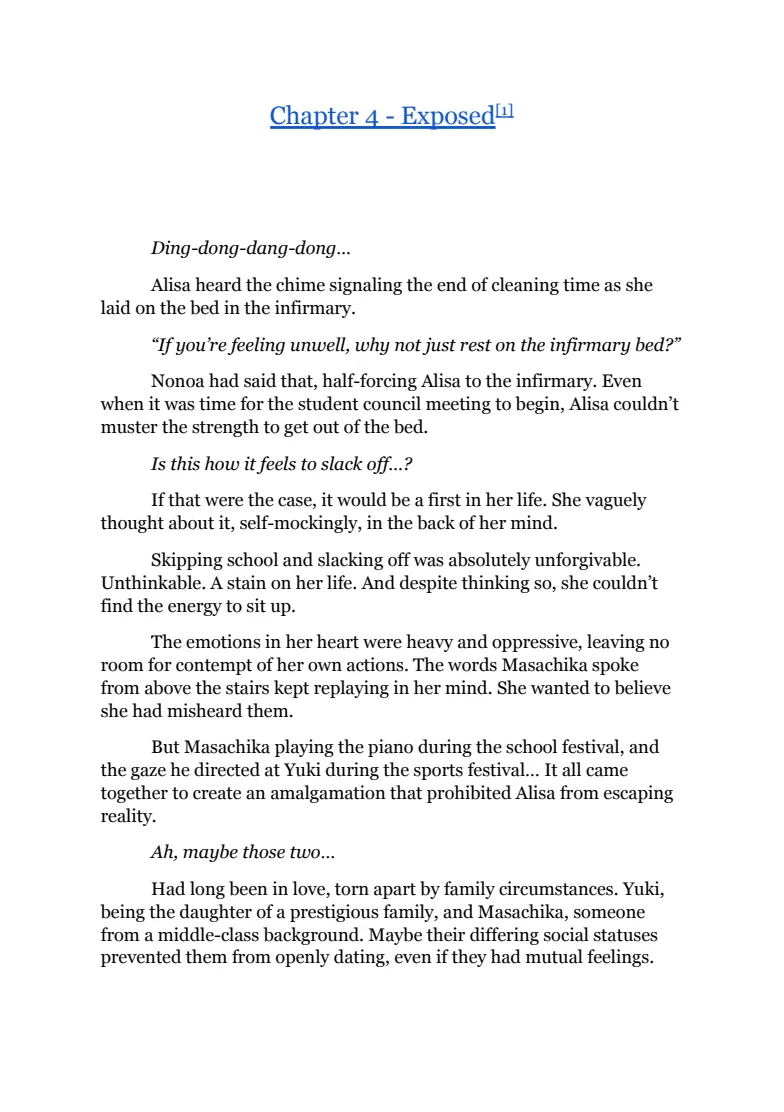 Chapter 4 - Exposed[1]
Ding-dong-dang-dong…
Alisa heard the chime signaling the end of cleaning time as she
laid on the bed in the infirmary.
“If you’re feeling unwell, why not just rest on the infirmary bed?”
Nonoa had said that, half-forcing Alisa to the infirmary. Even
when it was time for the student council meeting to begin, Alisa couldn’t
muster the strength to get out of the bed.
Is this how it feels to slack off…?
If that were the case, it would be a first in her life. She vaguely
thought about it, self-mockingly, in the back of her mind.
Skipping school and slacking off was absolutely unforgivable.
Unthinkable. A stain on her life. And despite thinking so, she couldn’t
find the energy to sit up.
The emotions in her heart were heavy and oppressive, leaving no
room for contempt of her own actions. The words Masachika spoke
from above the stairs kept replaying in her mind. She wanted to believe
she had misheard them.
But Masachika playing the piano during the school festival, and
the gaze he directed at Yuki during the sports festival… It all came
together to create an amalgamation that prohibited Alisa from escaping
reality.
Ah, maybe those two…
Had long been in love, torn apart by family circumstances. Yuki,
being the daughter of a prestigious family, and Masachika, someone
from a middle-class background. Maybe their differing social statuses
prevented them from openly dating, even if they had mutual feelings.